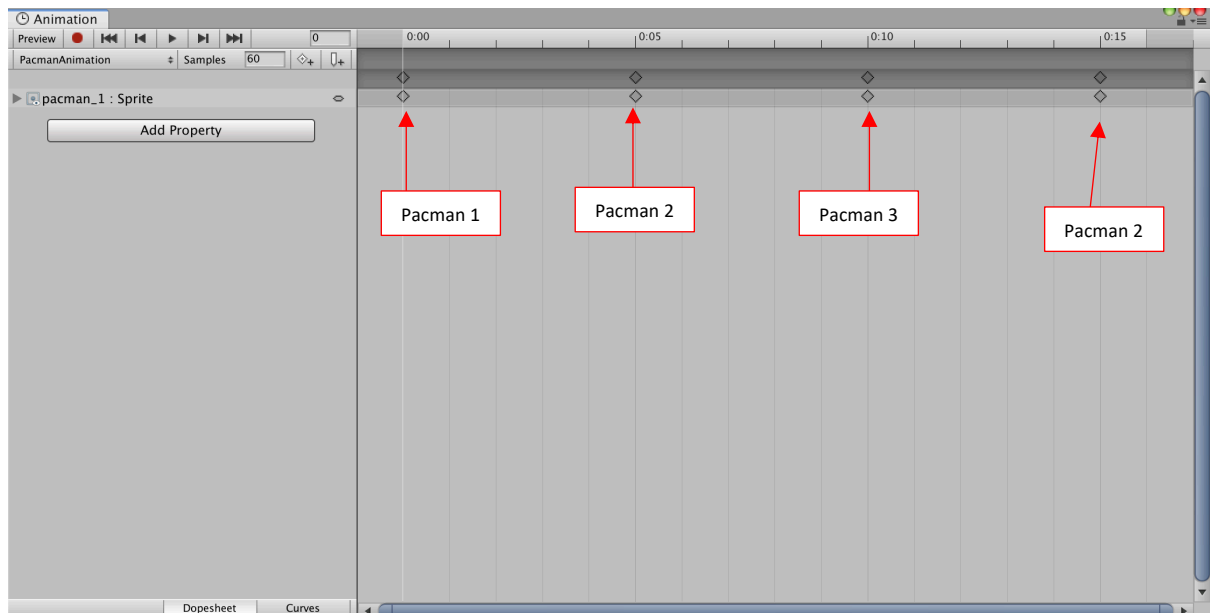 Animation
Preview 0 0:00 0:05 0:10 0:15
PacmanAnimation Samples 60
pacman_1 : Sprite
Add Property
Pacman 1
Pacman 2
Pacman 3
Pacman 2
Dopesheet Curves